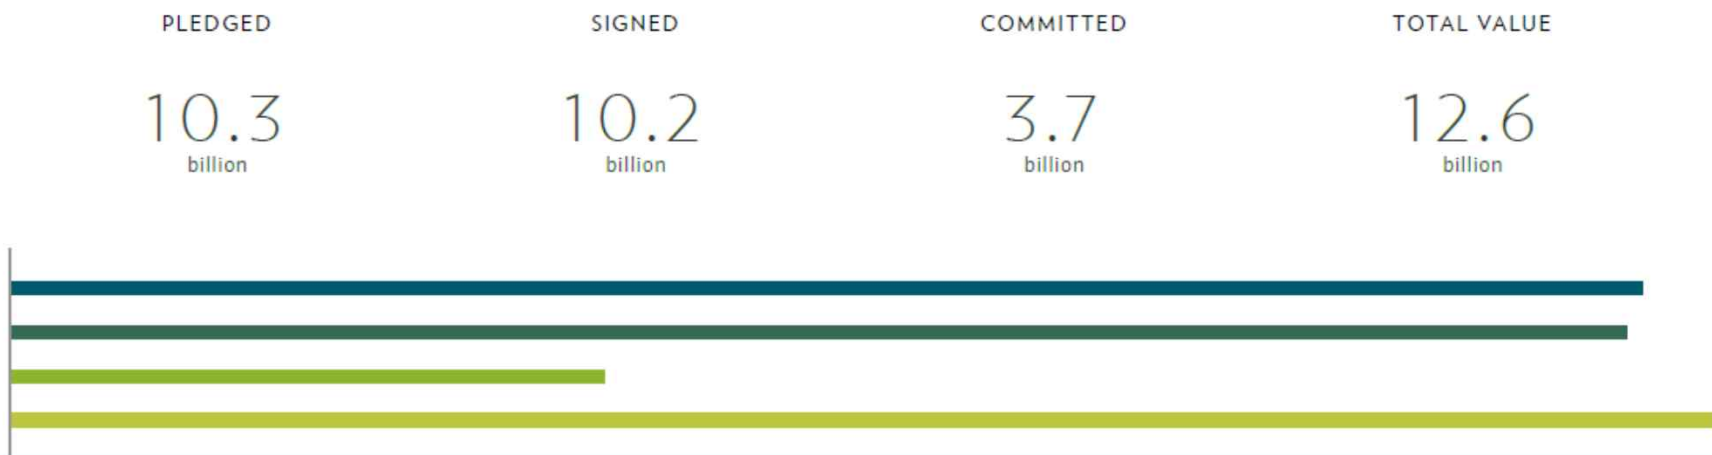 PLEDGED SIGNED COMMITTED TOTAL VALUE
10.3 10.2 3.7 12.6
billion billion billion billion